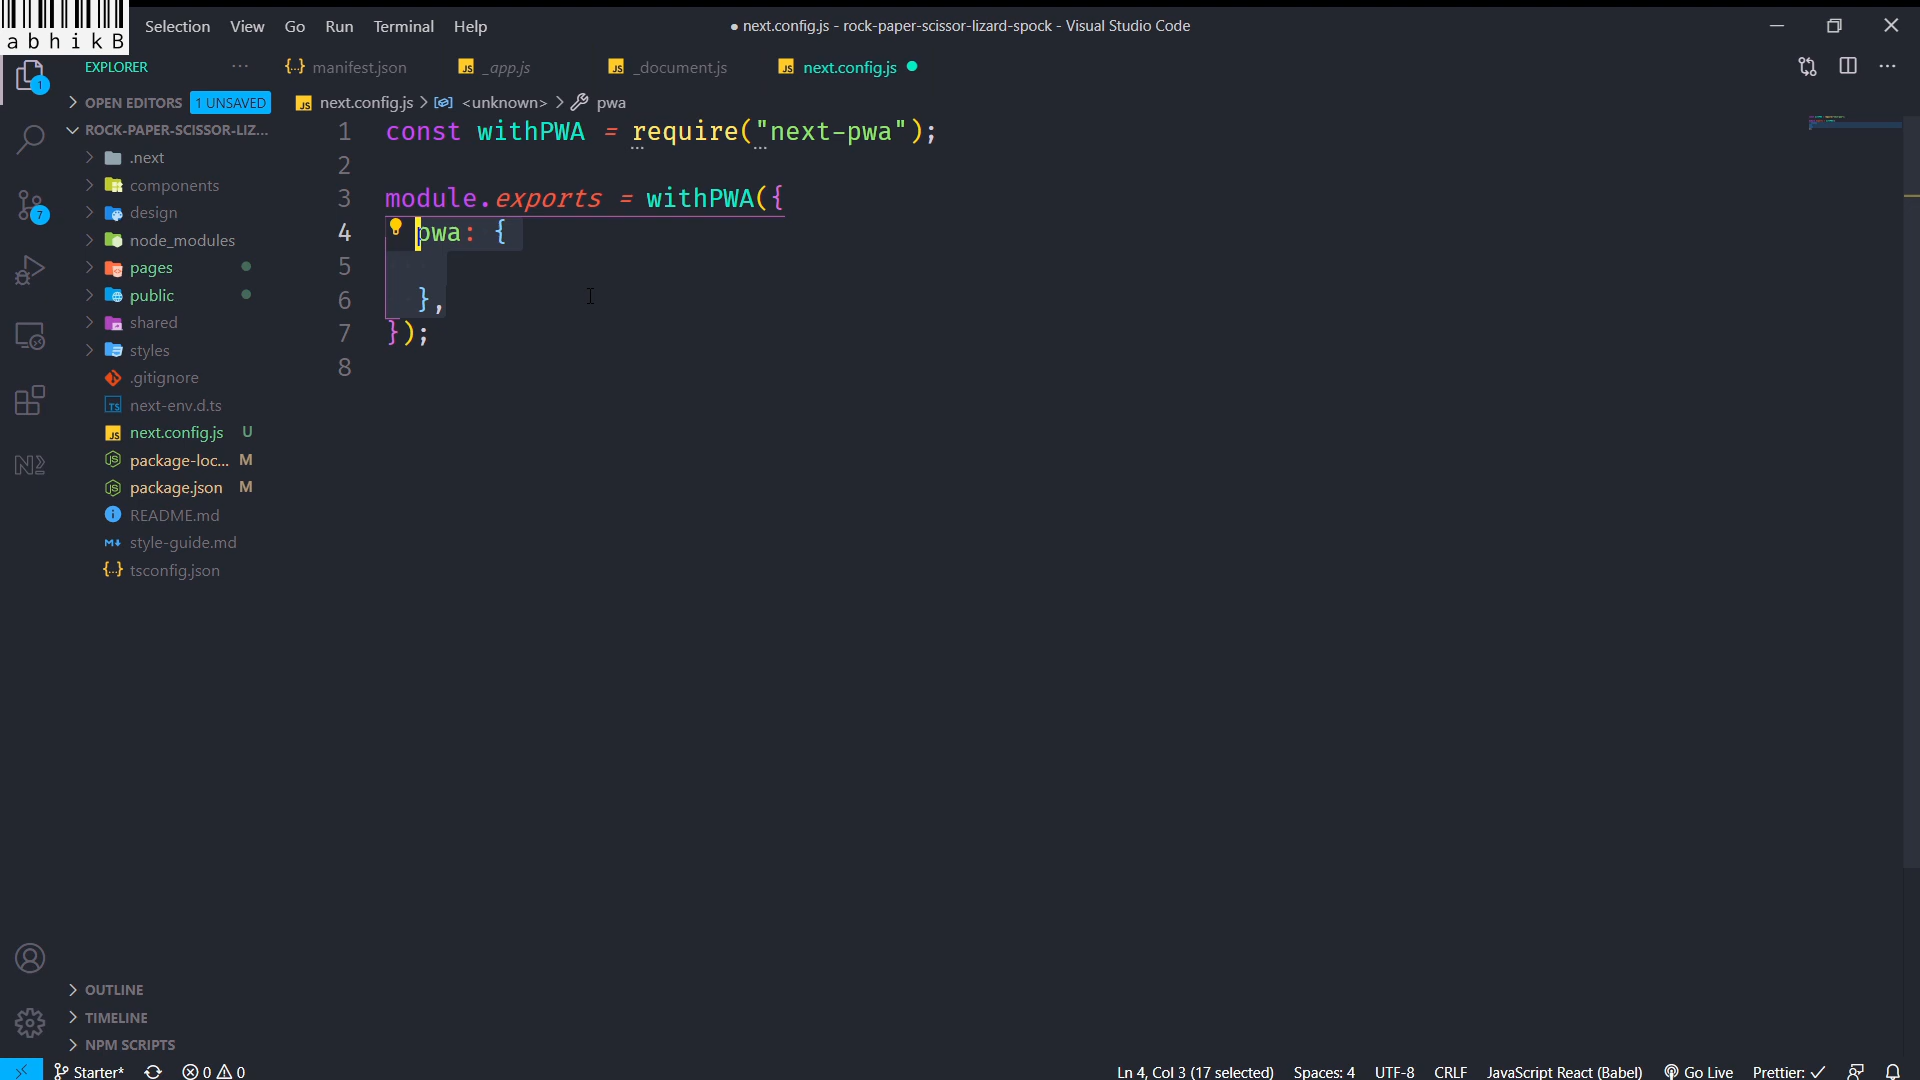 abhikB
Selection View Go Run Terminal Help
● next.config.js - rock-paper-scissor-lizard-spock - Visual Studio Code
EXPLORER ···
manifest.json _app.js _document.js next.config.js
OPEN EDITORS 1 UNSAVED
next.config.js > <unknown> > pwa
ROCK-PAPER-SCISSOR-LIZ...
.next
components
design
node_modules
pages
public
shared
styles
.gitignore
next-env.d.ts
next.config.js U
package-loc... M
package.json M
README.md
style-guide.md
tsconfig.json
OUTLINE
TIMELINE
NPM SCRIPTS
1 const withPWA = require("next-pwa");
2
3 module.exports = withPWA({
4 pwa: {
5
6 },
7 });
8
1
7
Starter* 0 0 Ln 4, Col 3 (17 selected) Spaces: 4 UTF-8 CRLF JavaScript React (Babel) Go Live Prettier: ✓